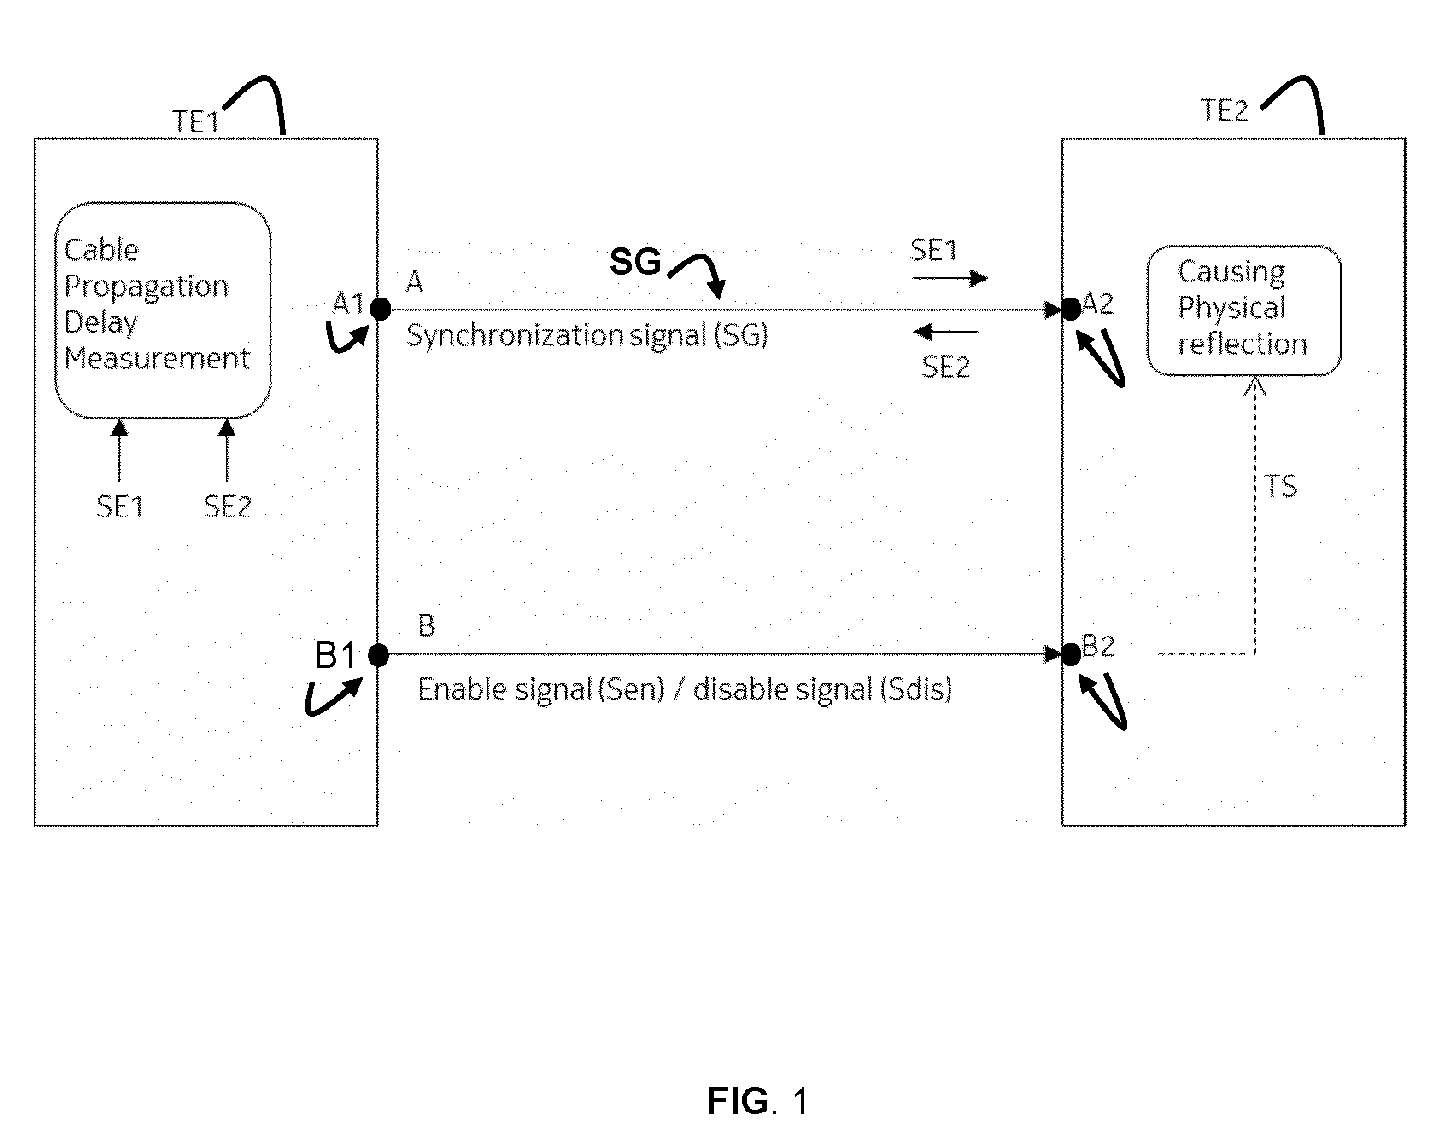 TE1
TE2
Cable
Propagation
Delay
Measurement
SE1
SE2
A1
A
SG
Synchronization signal (SG)
SE1
SE2
A2
Causing
Physical
reflection
TS
B1
B
Enable signal (Sen) / disable signal (Sdis)
B2
FIG. 1